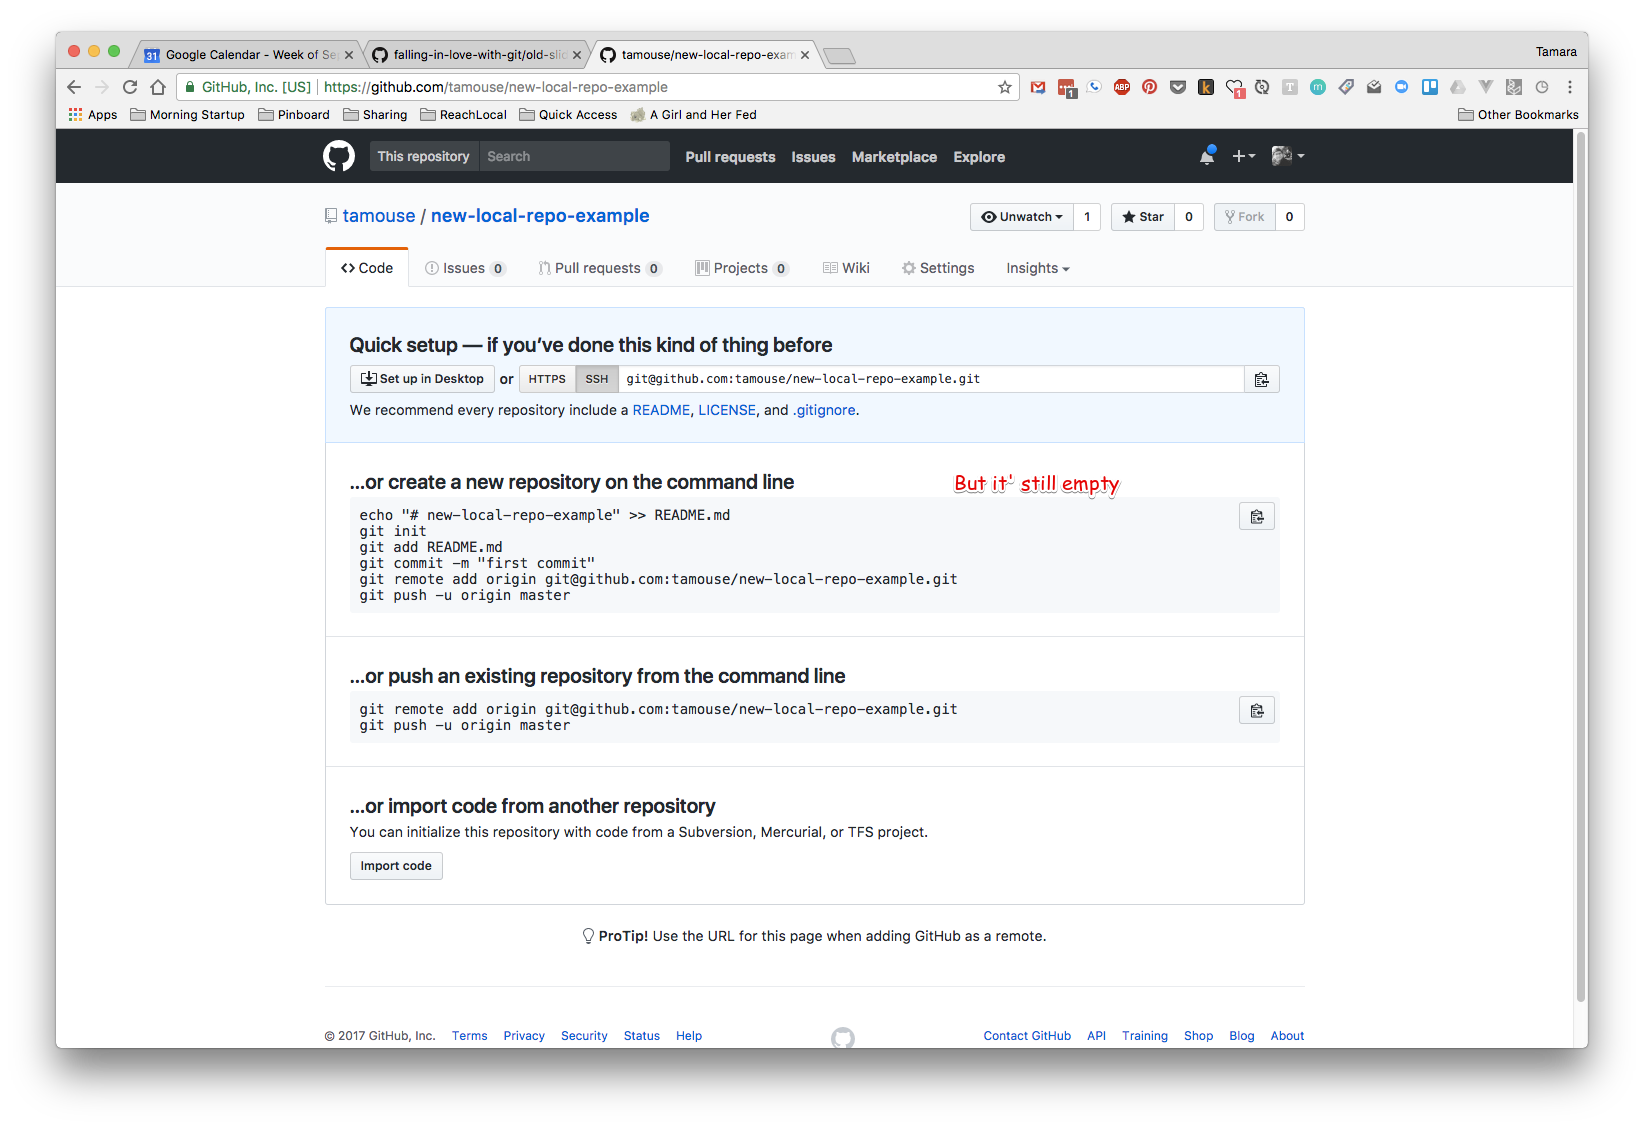 Google Calendar - Week of Se
falling-in-love-with-git/old-slid
tamouse/new-local-repo-exam
Tamara
GitHub, Inc. [US] https://github.com/tamouse/new-local-repo-example
Apps Morning Startup Pinboard Sharing ReachLocal Quick Access A Girl and Her Fed Other Bookmarks
This repository Search Pull requests Issues Marketplace Explore
tamouse / new-local-repo-example
Unwatch 1 Star 0 Fork 0
<> Code Issues 0 Pull requests 0 Projects 0 Wiki Settings Insights
Quick setup — if you’ve done this kind of thing before
Set up in Desktop or HTTPS SSH git@github.com:tamouse/new-local-repo-example.git
We recommend every repository include a README, LICENSE, and .gitignore.
…or create a new repository on the command line
But it' still empty
echo "# new-local-repo-example" >> README.md
git init
git add README.md
git commit -m "first commit"
git remote add origin git@github.com:tamouse/new-local-repo-example.git
git push -u origin master
…or push an existing repository from the command line
git remote add origin git@github.com:tamouse/new-local-repo-example.git
git push -u origin master
…or import code from another repository
You can initialize this repository with code from a Subversion, Mercurial, or TFS project.
Import code
ProTip! Use the URL for this page when adding GitHub as a remote.
© 2017 GitHub, Inc. Terms Privacy Security Status Help Contact GitHub API Training Shop Blog About